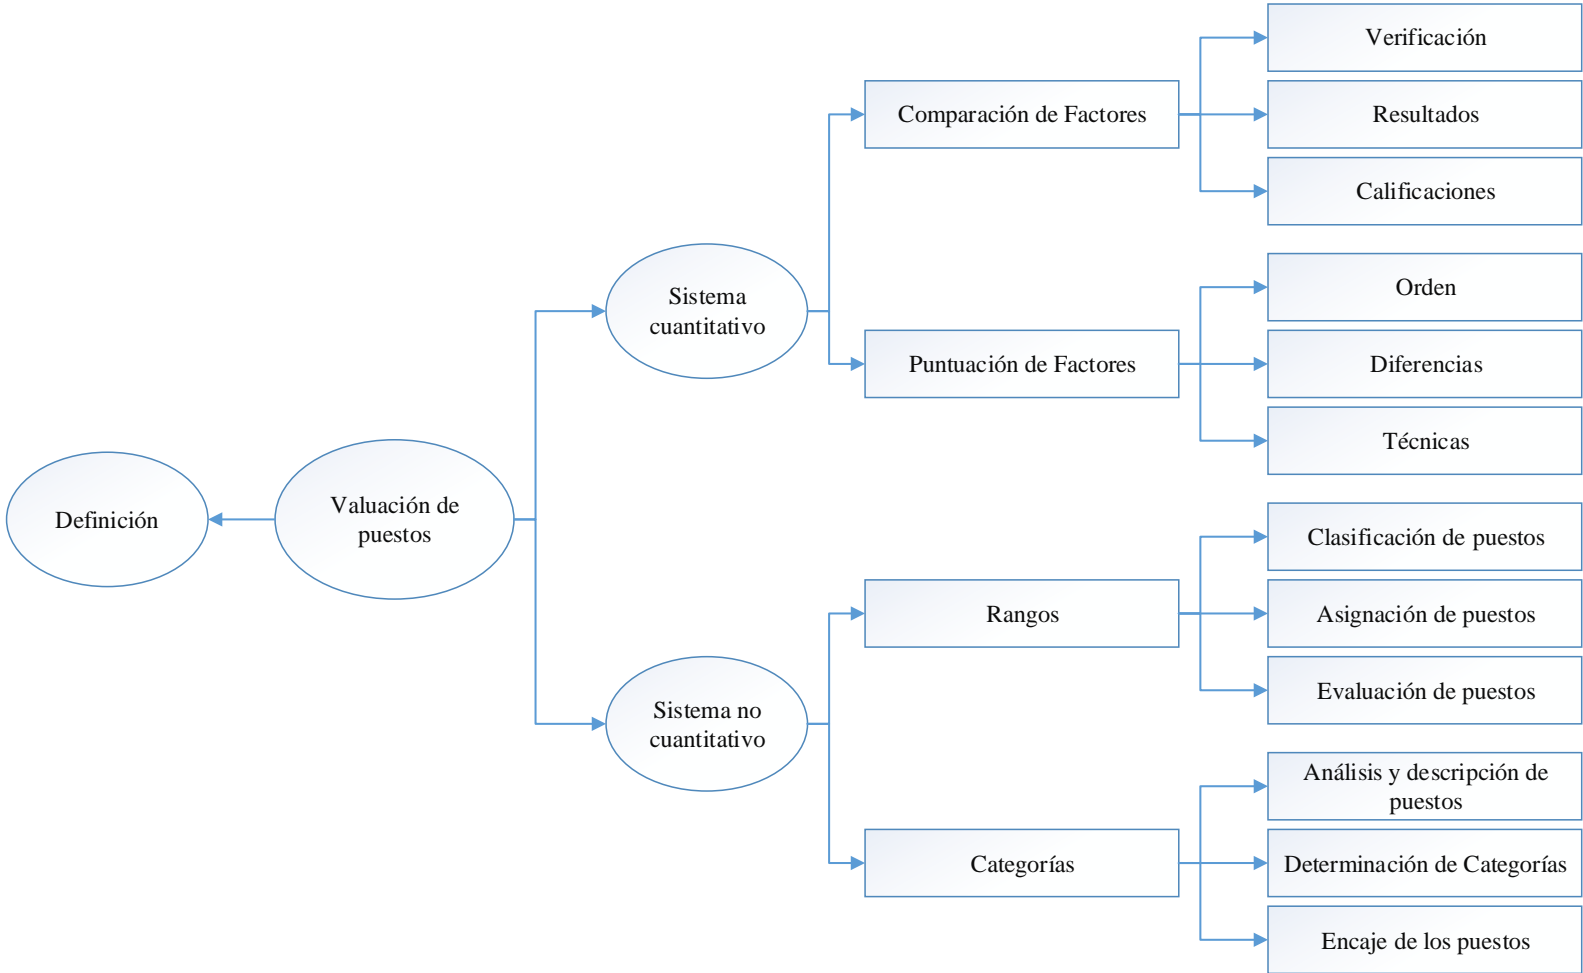 Definición
Valuación de
puestos
Sistema
cuantitativo
Comparación de Factores
Verificación
Resultados
Calificaciones
Puntuación de Factores
Orden
Diferencias
Técnicas
Sistema no
cuantitativo
Rangos
Clasificación de puestos
Asignación de puestos
Evaluación de puestos
Categorías
Análisis y descripción de
puestos
Determinación de Categorías
Encaje de los puestos